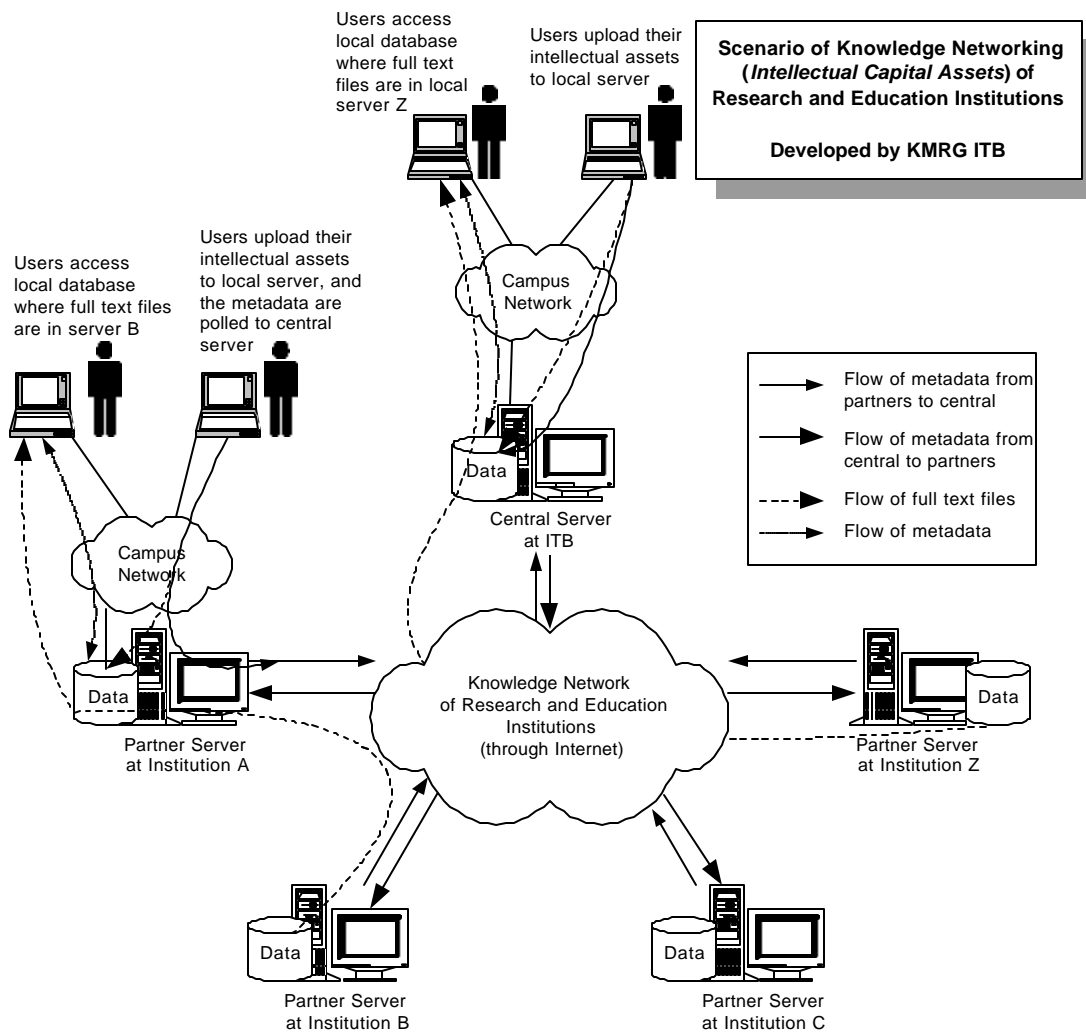 Users access
local database
where full text
files are in local
server Z
Users upload their
intellectual assets
to local server
Scenario of Knowledge Networking
(Intellectual Capital Assets) of
Research and Education Institutions
Developed by KMRG ITB
Users access
local database
where full text files
are in server B
Users upload their
intellectual assets
to local server, and
the metadata are
polled to central
server
Campus
Network
Flow of metadata from
partners to central
Flow of metadata from
central to partners
Flow of full text files
Flow of metadata
Data
Central Server
at ITB
Campus
Network
Data
Partner Server
at Institution A
Knowledge Network
of Research and Education
Institutions
(through Internet)
Data
Partner Server
at Institution Z
Data
Partner Server
at Institution B
Data
Partner Server
at Institution C